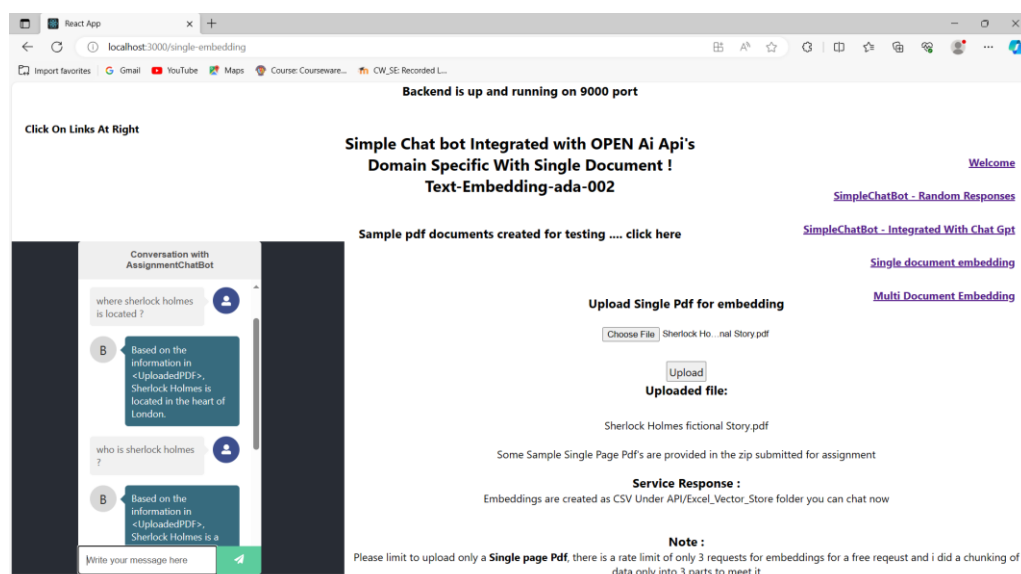 React App
localhost:3000/single-embedding
Import favorites
Gmail
YouTube
Maps
Course: Courseware...
CW_SE: Recorded L...
Backend is up and running on 9000 port
Click On Links At Right
Simple Chat bot Integrated with OPEN Ai Api's
Domain Specific With Single Document !
Text-Embedding-ada-002
Welcome
SimpleChatBot - Random Responses
Sample pdf documents created for testing .... click here
SimpleChatBot - Integrated With Chat Gpt
Single document embedding
Multi Document Embedding
Conversation with
AssignmentChatBot
where sherlock holmes
is located ?
B
Based on the
information in
<UploadedPDF>,
Sherlock Holmes is
located in the heart of
London.
who is sherlock holmes
?
B
Based on the
information in
<UploadedPDF>,
Sherlock Holmes is a
Write your message here
Upload Single Pdf for embedding
Choose File Sherlock Ho...nal Story.pdf
Upload
Uploaded file:
Sherlock Holmes fictional Story.pdf
Some Sample Single Page Pdf's are provided in the zip submitted for assignment
Service Response :
Embeddings are created as CSV Under API/Excel_Vector_Store folder you can chat now
Note :
Please limit to upload only a Single page Pdf, there is a rate limit of only 3 requests for embeddings for a free reqeust and i did a chunking of
data only into 3 parts to meet it